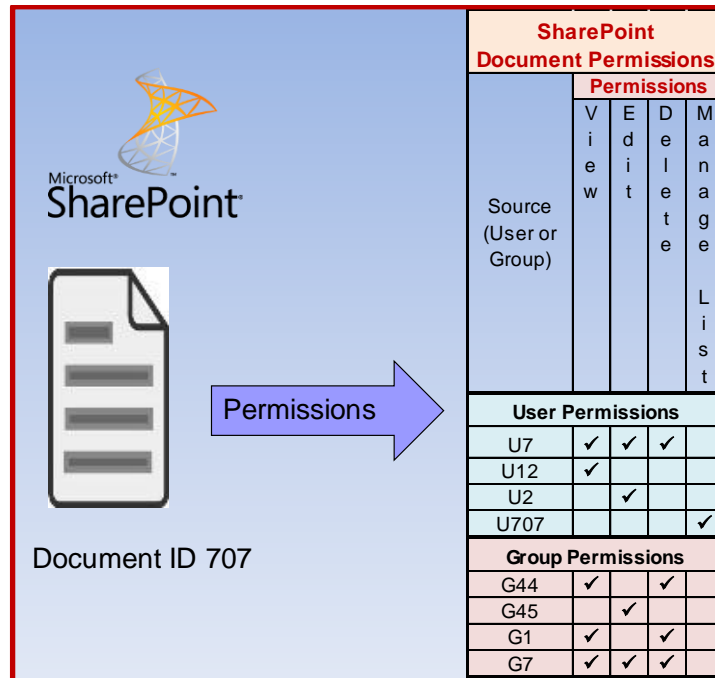 Microsoft®
SharePoint
Document ID 707
Permissions
SharePoint
Document Permissions
Permissions
Source
(User or
Group)
View
Edit
Delete
Manage List
User Permissions
U7 ✓ ✓ ✓
U12 ✓
U2 ✓
U707 ✓
Group Permissions
G44 ✓ ✓
G45 ✓
G1 ✓ ✓
G7 ✓ ✓ ✓